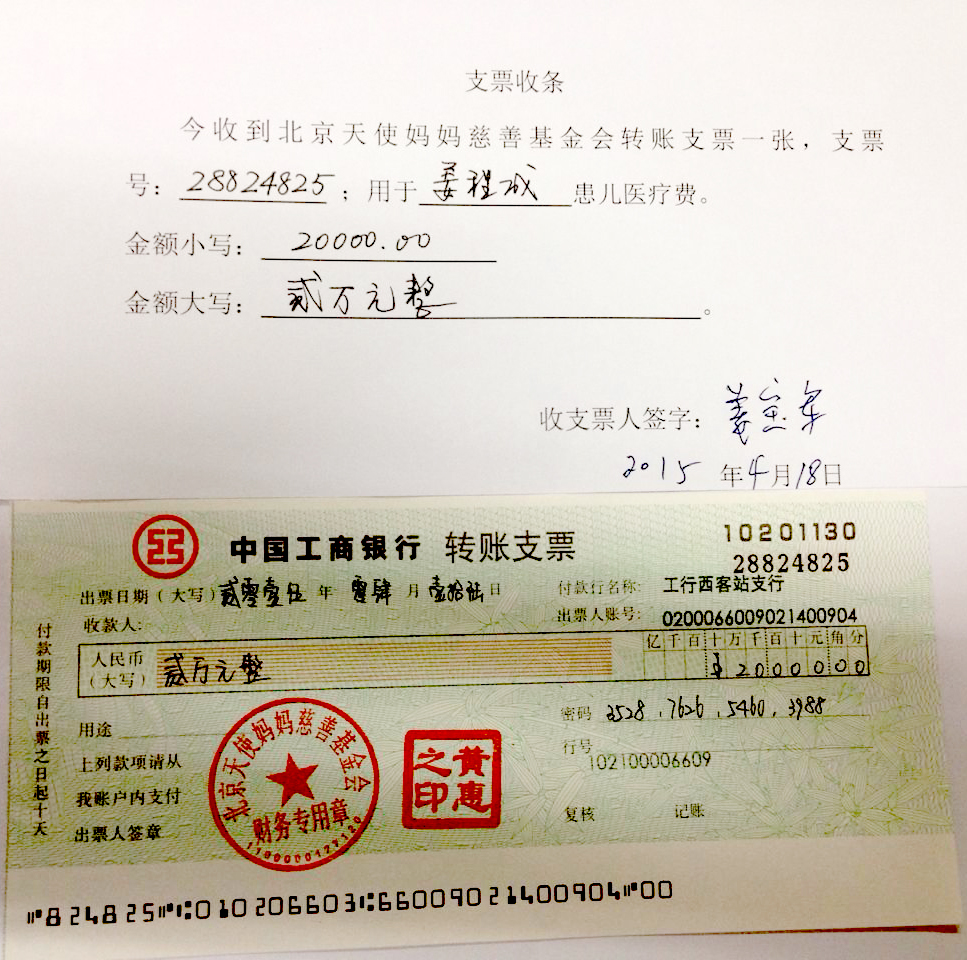 支票收条
今收到北京天使妈妈慈善基金会转账支票一张，支票
号：28824825；用于姜程成患儿医疗费。
金额小写：20000.00
金额大写：贰万元整。
收支票人签字：姜宝军
2015年4月18日
中国工商银行 转账支票 10201130
28824825
出票日期（大写）贰零壹伍年 零肆月 壹拾陆日 付款行名称：工行西客站支行
收款人： 出票人账号：0200066009021400904
人民币（大写）贰万元整 亿千百十万千百十元角分
¥2000000
用途 密码 3528，7626，5460，3988
上列款项请从 行号 102100006609
我账户内支付
出票人签章 复核 记账
付款期限自出票之日起十天
北京天使妈妈慈善基金会
财务专用章
黄惠之印
⑈824825⑈⑆010206603⑆66009021400904⑈00